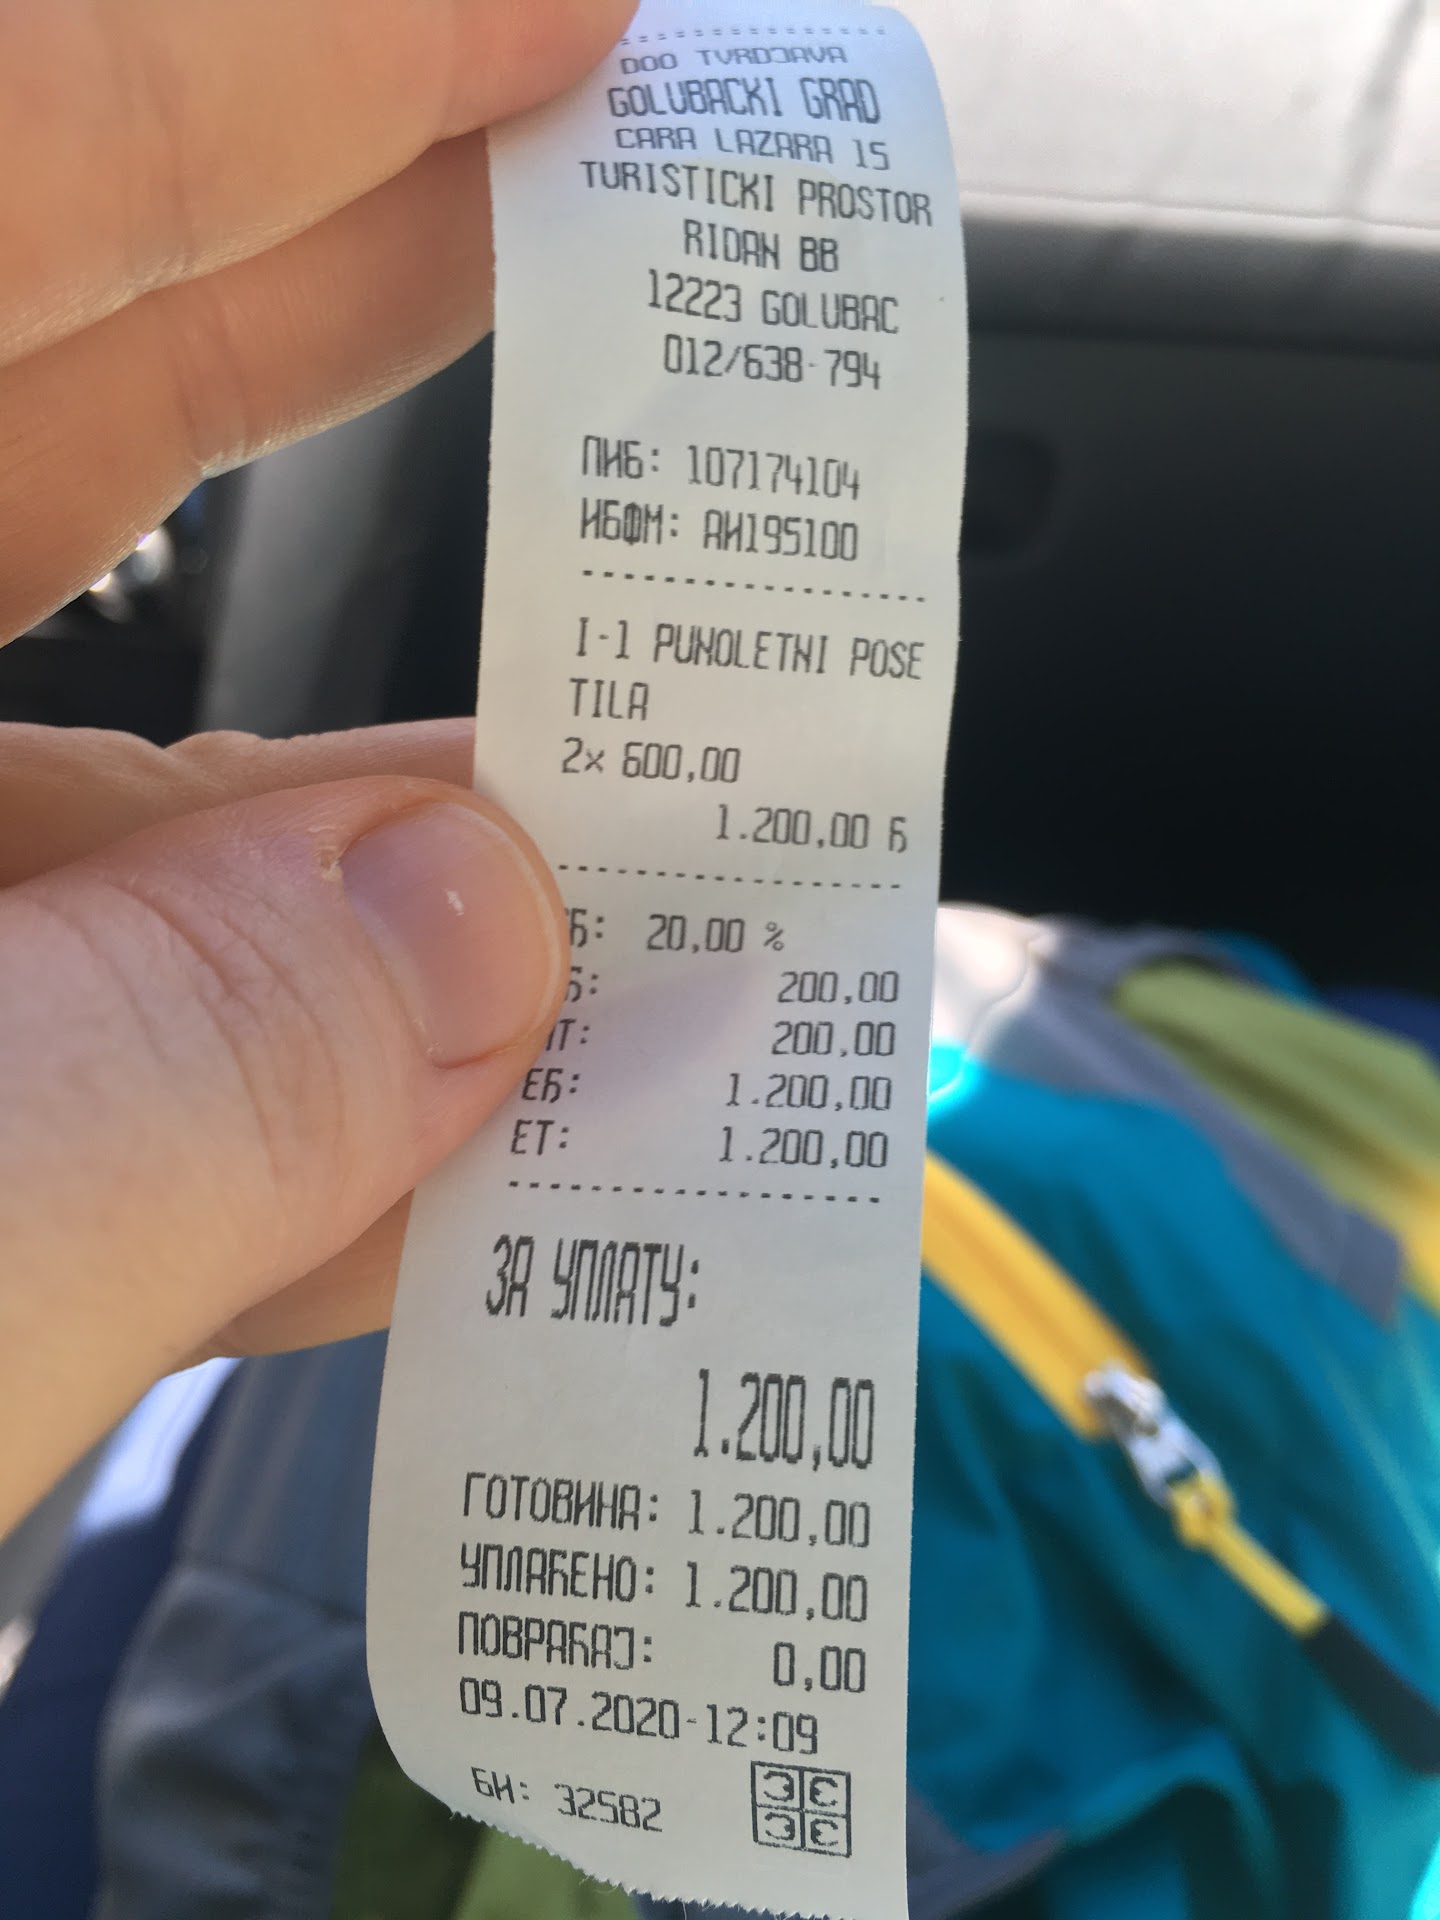 DOO TVRDJAVA
GOLUBACKI GRAD
CARA LAZARA 15
TURISTICKI PROSTOR
RIDAN BB
12223 GOLUBAC
012/638-794
ПИБ: 107174104
ИБФМ: АИ195100
I-1 PUNOLETNI POSE
TILA
2x 600,00
1.200,00 Ђ
Ђ: 20,00 %
Ђ: 200,00
ПТ: 200,00
ЕЂ: 1.200,00
ЕТ: 1.200,00
ЗА УПЛАТУ:
1.200,00
ГОТОВИНА: 1.200,00
УПЛАЋЕНО: 1.200,00
ПОВРАЋАЈ: 0,00
09.07.2020-12:09
БИ: 32582